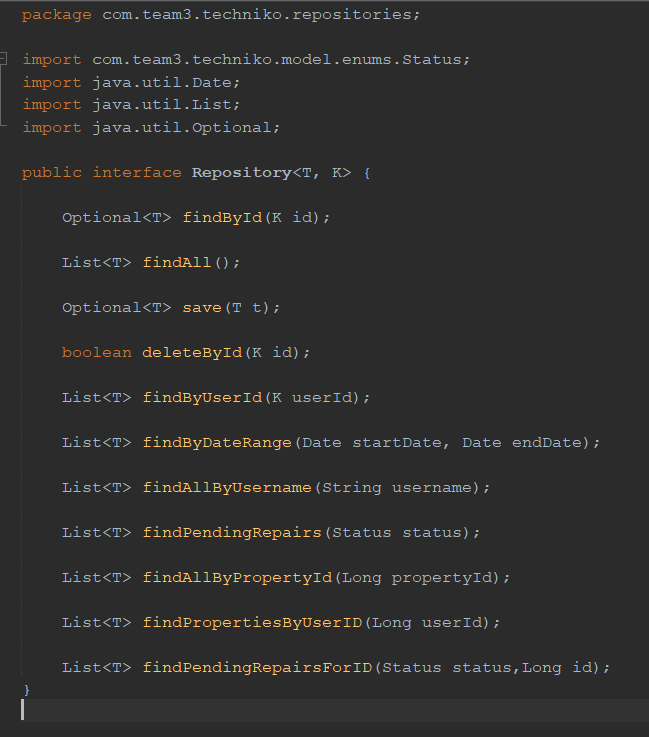 package com.team3.techniko.repositories;
import com.team3.techniko.model.enums.Status;
import java.util.Date;
import java.util.List;
import java.util.Optional;
public interface Repository<T, K> {
Optional<T> findById(K id);
List<T> findAll();
Optional<T> save(T t);
boolean deleteById(K id);
List<T> findByUserId(K userId);
List<T> findByDateRange(Date startDate, Date endDate);
List<T> findAllByUsername(String username);
List<T> findPendingRepairs(Status status);
List<T> findAllByPropertyId(Long propertyId);
List<T> findPropertiesByUserID(Long userId);
List<T> findPendingRepairsForID(Status status,Long id);
}